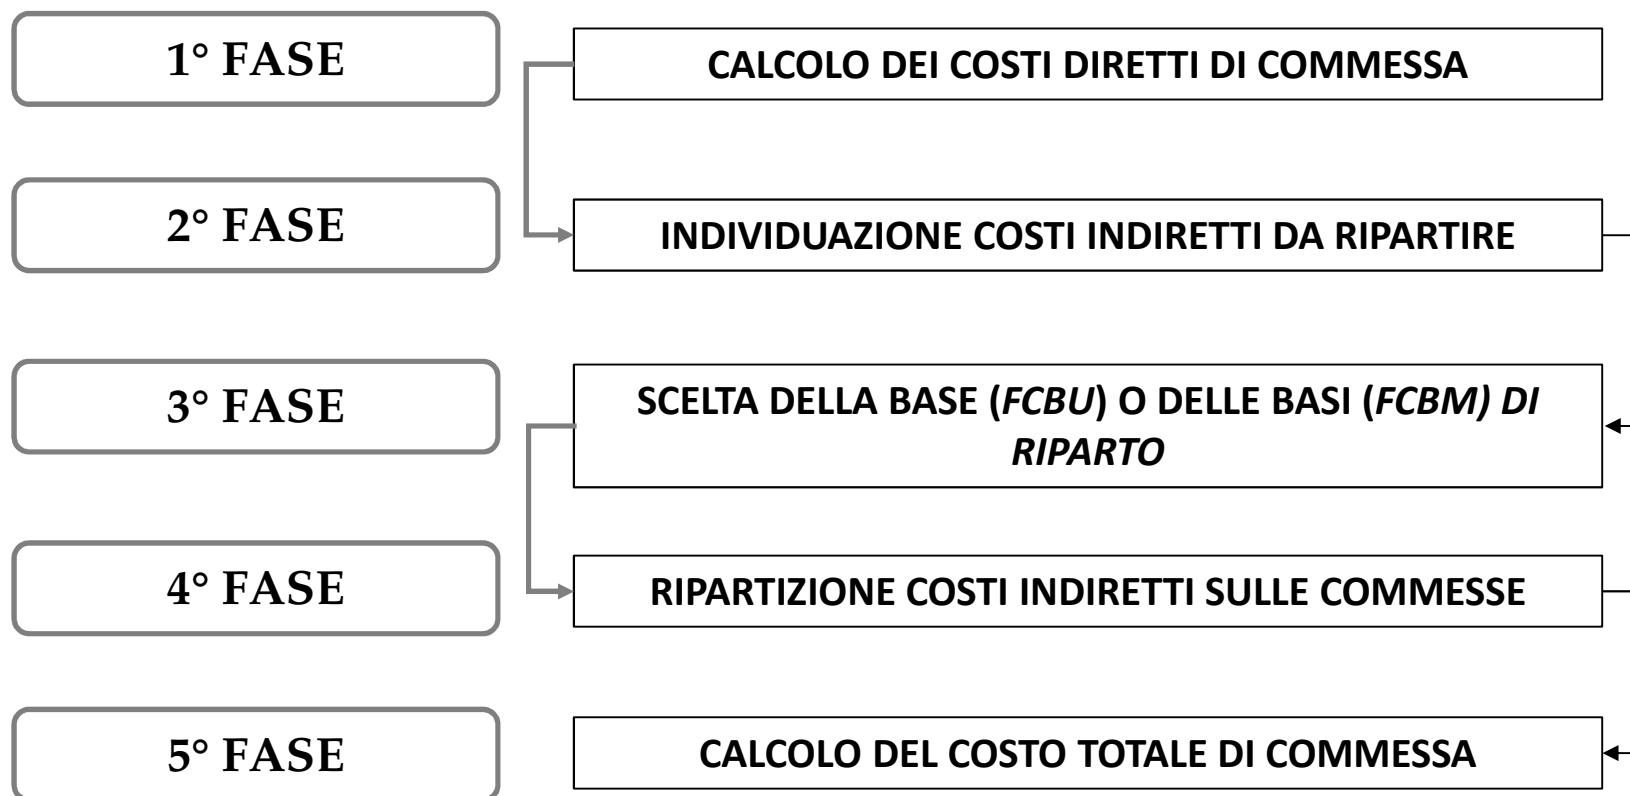 1° FASE
CALCOLO DEI COSTI DIRETTI DI COMMESSA
2° FASE
INDIVIDUAZIONE COSTI INDIRETTI DA RIPARTIRE
3° FASE
SCELTA DELLA BASE (FCBU) O DELLE BASI (FCBM) DI
RIPARTO
4° FASE
RIPARTIZIONE COSTI INDIRETTI SULLE COMMESSE
5° FASE
CALCOLO DEL COSTO TOTALE DI COMMESSA